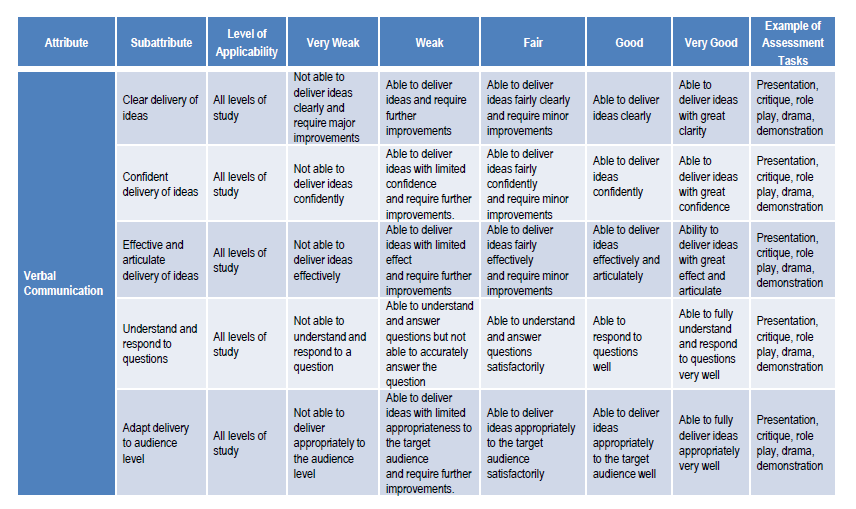 Attribute
Subattribute
Level of
Applicability
Very Weak
Weak
Fair
Good
Very Good
Example of
Assessment
Tasks
Verbal
Communication
Clear delivery of
ideas
All levels of
study
Not able to
deliver ideas
clearly and
require major
improvements
Able to deliver
ideas and require
further
improvements
Able to deliver
ideas fairly clearly
and require minor
improvements
Able to deliver
ideas clearly
Able to
deliver ideas
with great
clarity
Presentation,
critique, role
play, drama,
demonstration
Confident
delivery of ideas
All levels of
study
Not able to
deliver ideas
confidently
Able to deliver
ideas with limited
confidence
and require further
improvements.
Able to deliver
ideas fairly
confidently
and require minor
improvements
Able to deliver
ideas
confidently
Able to
deliver ideas
with great
confidence
Presentation,
critique, role
play, drama,
demonstration
Effective and
articulate
delivery of ideas
All levels of
study
Not able to
deliver ideas
effectively
Able to deliver
ideas with limited
effect
and require further
improvements
Able to deliver
ideas fairly
effectively
and require minor
improvements
Able to deliver
ideas
effectively and
articulately
Ability to
deliver ideas
with great
effect and
articulate
Presentation,
critique, role
play, drama,
demonstration
Understand and
respond to
questions
All levels of
study
Not able to
understand and
respond to a
question
Able to understand
and answer
questions but not
able to accurately
answer the
question
Able to understand
and answer
questions
satisfactorily
Able to
respond to
questions
well
Able to fully
understand
and respond
to questions
very well
Presentation,
critique, role
play, drama,
demonstration
Adapt delivery
to audience
level
All levels of
study
Not able to
deliver
appropriately to
the audience
level
Able to deliver
ideas with limited
appropriateness to
the target
audience
and require further
improvements.
Able to deliver
ideas appropriately
to the target
audience
satisfactorily
Able to deliver
ideas
appropriately
to the target
audience well
Able to fully
deliver ideas
appropriately
very well
Presentation,
critique, role
play, drama,
demonstration